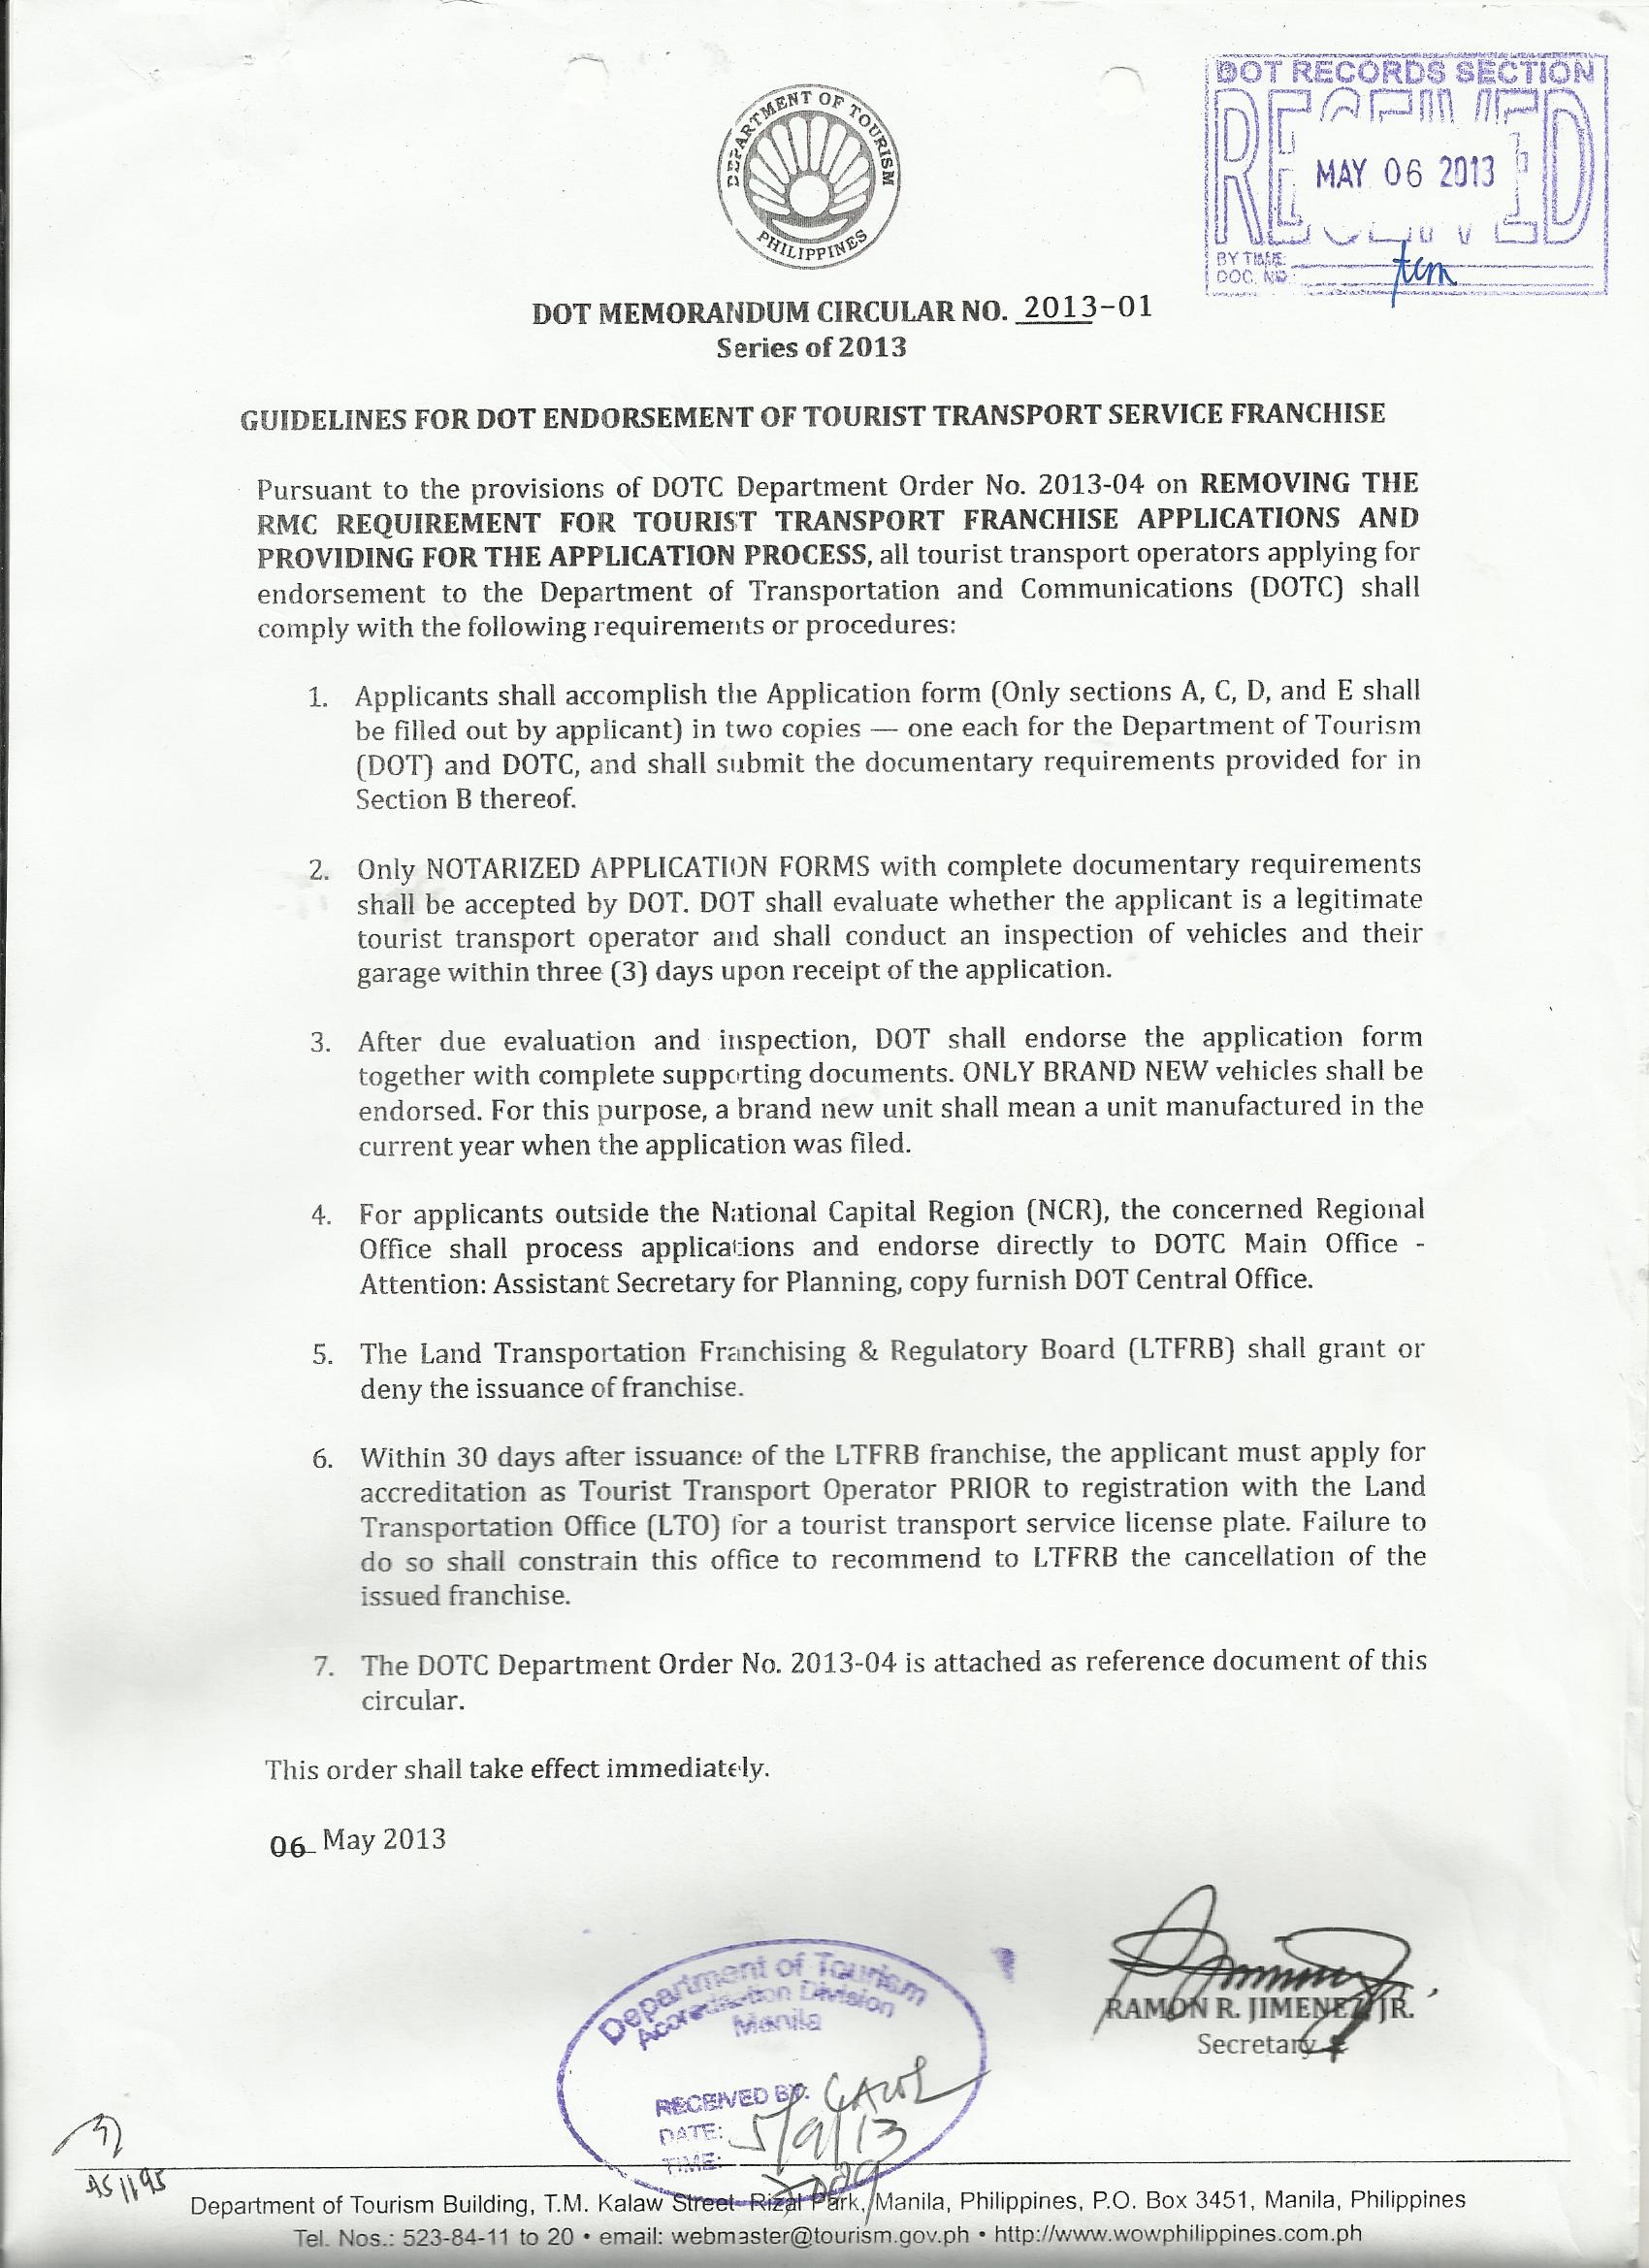 DEPARTMENT OF TOURISM
PHILIPPINES
DOT RECORDS SECTION
RECEIVED
MAY 06 2013
BY TIME:
DOC. NO.
DOT MEMORANDUM CIRCULAR NO. 2013-01
Series of 2013
GUIDELINES FOR DOT ENDORSEMENT OF TOURIST TRANSPORT SERVICE FRANCHISE
Pursuant to the provisions of DOTC Department Order No. 2013-04 on REMOVING THE
RMC REQUIREMENT FOR TOURIST TRANSPORT FRANCHISE APPLICATIONS AND
PROVIDING FOR THE APPLICATION PROCESS, all tourist transport operators applying for
endorsement to the Department of Transportation and Communications (DOTC) shall
comply with the following requirements or procedures:
1. Applicants shall accomplish the Application form (Only sections A, C, D, and E shall
be filled out by applicant) in two copies — one each for the Department of Tourism
(DOT) and DOTC, and shall submit the documentary requirements provided for in
Section B thereof.
2. Only NOTARIZED APPLICATION FORMS with complete documentary requirements
shall be accepted by DOT. DOT shall evaluate whether the applicant is a legitimate
tourist transport operator and shall conduct an inspection of vehicles and their
garage within three (3) days upon receipt of the application.
3. After due evaluation and inspection, DOT shall endorse the application form
together with complete supporting documents. ONLY BRAND NEW vehicles shall be
endorsed. For this purpose, a brand new unit shall mean a unit manufactured in the
current year when the application was filed.
4. For applicants outside the National Capital Region (NCR), the concerned Regional
Office shall process applications and endorse directly to DOTC Main Office -
Attention: Assistant Secretary for Planning, copy furnish DOT Central Office.
5. The Land Transportation Franchising & Regulatory Board (LTFRB) shall grant or
deny the issuance of franchise.
6. Within 30 days after issuance of the LTFRB franchise, the applicant must apply for
accreditation as Tourist Transport Operator PRIOR to registration with the Land
Transportation Office (LTO) for a tourist transport service license plate. Failure to
do so shall constrain this office to recommend to LTFRB the cancellation of the
issued franchise.
7. The DOTC Department Order No. 2013-04 is attached as reference document of this
circular.
This order shall take effect immediately.
06 May 2013
RAMON R. JIMENEZ, JR.
Secretary
Department of Tourism
Accreditation Division
Manila
RECEIVED BY:
DATE: 5/9/13
TIME:
Department of Tourism Building, T.M. Kalaw Street Rizal Park, Manila, Philippines, P.O. Box 3451, Manila, Philippines
Tel. Nos.: 523-84-11 to 20 • email: webmaster@tourism.gov.ph • http://www.wowphilippines.com.ph